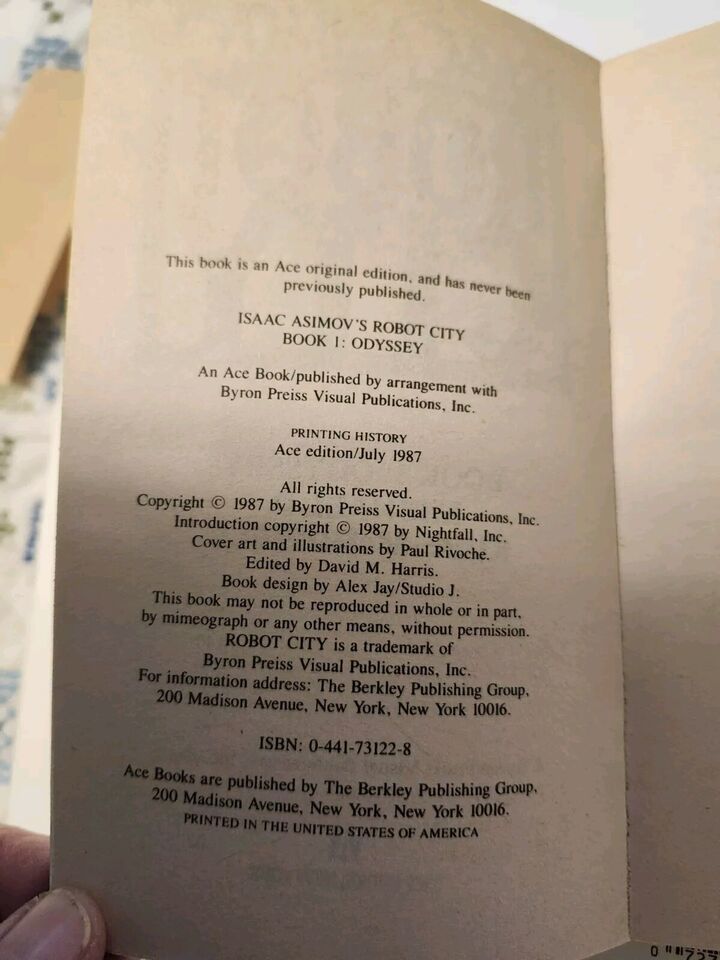 This book is an Ace original edition, and has never been
previously published.
ISAAC ASIMOV'S ROBOT CITY
BOOK 1: ODYSSEY
An Ace Book/published by arrangement with
Byron Preiss Visual Publications, Inc.
PRINTING HISTORY
Ace edition/July 1987
All rights reserved.
Copyright © 1987 by Byron Preiss Visual Publications, Inc.
Introduction copyright © 1987 by Nightfall, Inc.
Cover art and illustrations by Paul Rivoche.
Edited by David M. Harris.
Book design by Alex Jay/Studio J.
This book may not be reproduced in whole or in part,
by mimeograph or any other means, without permission.
ROBOT CITY is a trademark of
Byron Preiss Visual Publications, Inc.
For information address: The Berkley Publishing Group,
200 Madison Avenue, New York, New York 10016.
ISBN: 0-441-73122-8
Ace Books are published by The Berkley Publishing Group,
200 Madison Avenue, New York, New York 10016.
PRINTED IN THE UNITED STATES OF AMERICA